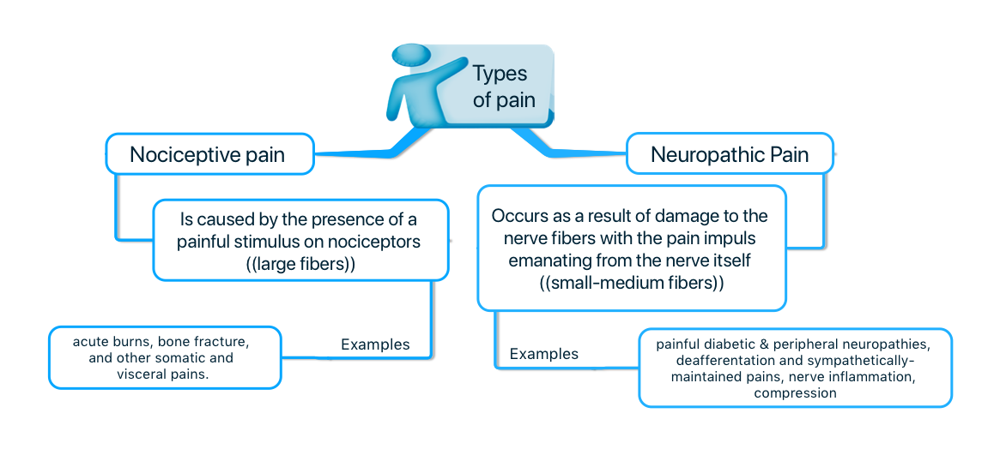 Types
of pain
Nociceptive pain
Neuropathic Pain
Is caused by the presence of a
painful stimulus on nociceptors
((large fibers))
Occurs as a result of damage to the
nerve fibers with the pain impuls
emanating from the nerve itself
((small-medium fibers))
Examples
acute burns, bone fracture,
and other somatic and
visceral pains.
Examples
painful diabetic & peripheral neuropathies,
deafferentation and sympathetically-
maintained pains, nerve inflammation,
compression